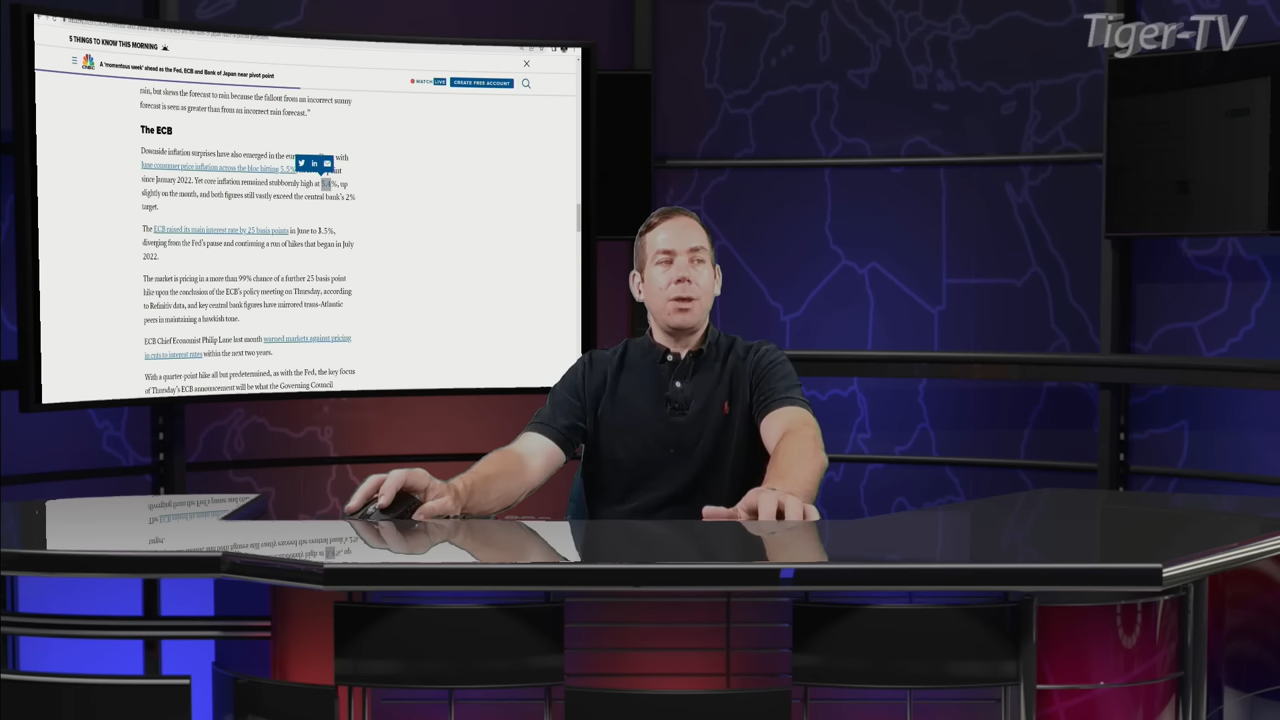 Tiger-TV
5 THINGS TO KNOW THIS MORNING
A 'momentous week' ahead as the Fed, ECB and Bank of Japan near pivot point
WATCH LIVE
CREATE FREE ACCOUNT
rain, but skews the forecast to rain because the fallout from an incorrect sunny
forecast is seen as greater than from an incorrect rain forecast."
The ECB
Downside inflation surprises have also emerged in the with
June consumer price inflation across the bloc hitting 5.5%,
since January 2022. Yet core inflation remained stubbornly high at 5.4%, up
slightly on the month, and both figures still vastly exceed the central bank's 2%
target.
The ECB raised its main interest rate by 25 basis points in June to 3.5%,
diverging from the Fed's pause and continuing a run of hikes that began in July
2022.
The market is pricing in a more than 99% chance of a further 25 basis point
hike upon the conclusion of the ECB's policy meeting on Thursday, according
to Refinitiv data, and key central bank figures have mirrored trans-Atlantic
peers in maintaining a hawkish tone.
ECB Chief Economist Philip Lane last month warned markets against pricing
in cuts to interest rates within the next two years.
With a quarter-point hike all but predetermined, as with the Fed, the key focus
of Thursday's ECB announcement will be what the Governing Council